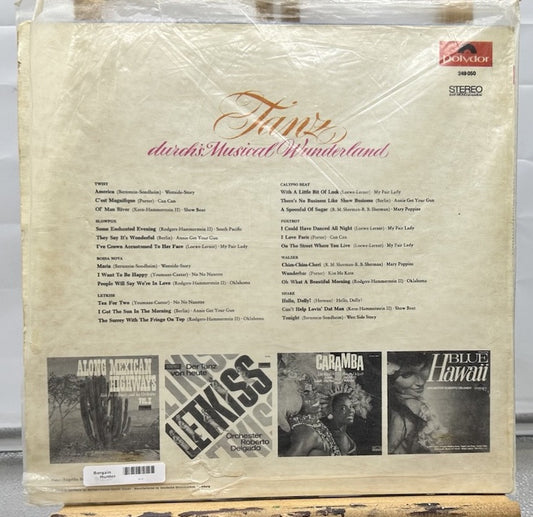 polydor
249 050
STEREO
Tanz
durch's Musical Wunderland
TWIST
America (Bernstein-Sondheim) · Westside-Story
C'est Magnifique (Porter) · Can Can
Ol' Man River (Kern-Hammerstein II) · Show Boat
SLOWFOX
Some Enchanted Evening (Rodgers-Hammerstein II) · South Pacific
They Say It's Wonderful (Berlin) · Annie Get Your Gun
I've Grown Accustomed To Her Face (Loewe-Lerner) · My Fair Lady
BOSSA NOVA
Maria (Bernstein-Sondheim) · Westside-Story
I Want To Be Happy (Youmans-Caesar) · No No Nanette
People Will Say We're In Love (Rodgers-Hammerstein II) · Oklahoma
LETKISS
Tea For Two (Youmans-Caesar) · No No Nanette
I Got The Sun In The Morning (Berlin) · Annie Get Your Gun
The Surrey With The Fringe On Top (Rodgers-Hammerstein II) · Oklahoma
CALYPSO BEAT
With A Little Bit Of Luck (Loewe-Lerner) · My Fair Lady
There's No Business Like Show Business (Berlin) · Annie Get Your Gun
A Spoonful Of Sugar (R. M. Sherman-R. B. Sherman) · Mary Poppins
FOXTROT
I Could Have Danced All Night (Loewe-Lerner) · My Fair Lady
I Love Paris (Porter) · Can Can
On The Street Where You Live (Loewe-Lerner) · My Fair Lady
WALZER
Chim-Chim-Cheri (R. M. Sherman-R. B. Sherman) · Mary Poppins
Wunderbar (Porter) · Kiss Me Kate
Oh What A Beautiful Morning (Rodgers-Hammerstein II) · Oklahoma
SHAKE
Hello, Dolly! (Herman) · Hello, Dolly!
Can't Help Lovin' Dat Man (Kern-Hammerstein II) · Show Boat
Tonight (Bernstein-Sondheim) · West Side Story
ALONG MEXICAN
HIGHWAYS
VOL. II
Der Tanz
von heute
LETKISS
Orchester
Roberto
Delgado
CARAMBA
BLUE
Hawaii
Bargain
Hunter